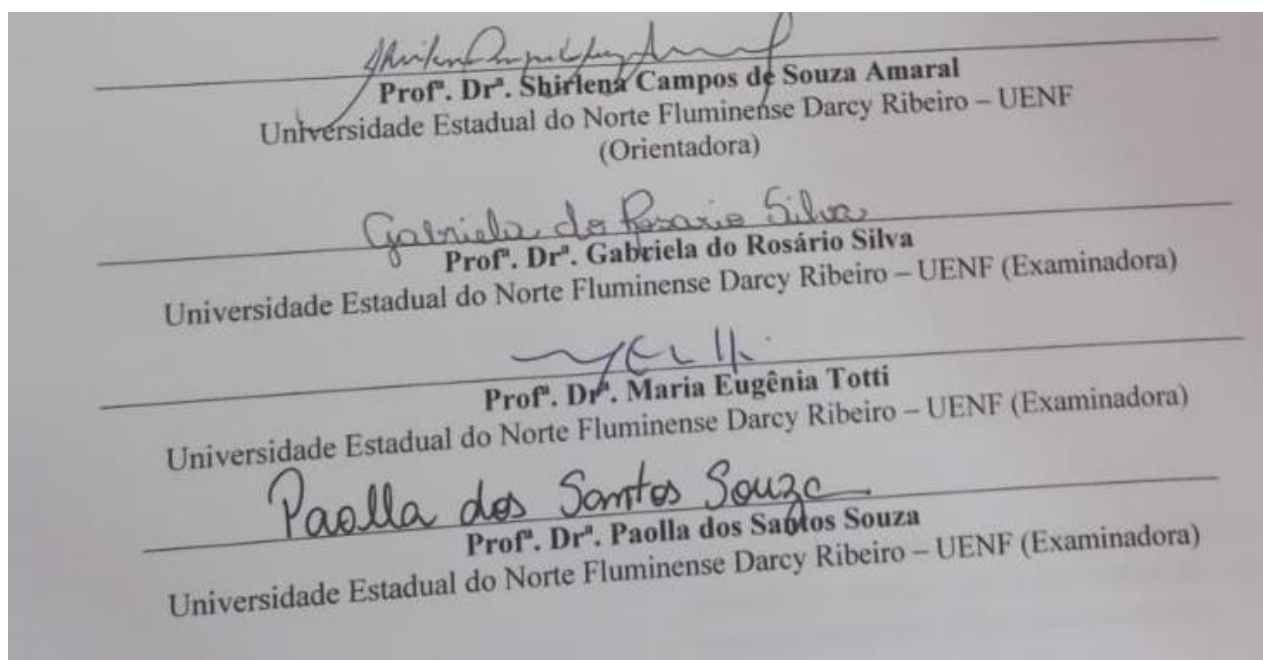 Profª. Drª. Shirlena Campos de Souza Amaral
Universidade Estadual do Norte Fluminense Darcy Ribeiro – UENF
(Orientadora)
Gabriela do Rosario Silva
Profª. Drª. Gabriela do Rosário Silva
Universidade Estadual do Norte Fluminense Darcy Ribeiro – UENF (Examinadora)
Profª. Drª. Maria Eugênia Totti
Universidade Estadual do Norte Fluminense Darcy Ribeiro – UENF (Examinadora)
Paolla dos Santos Souza
Profª. Drª. Paolla dos Santos Souza
Universidade Estadual do Norte Fluminense Darcy Ribeiro – UENF (Examinadora)